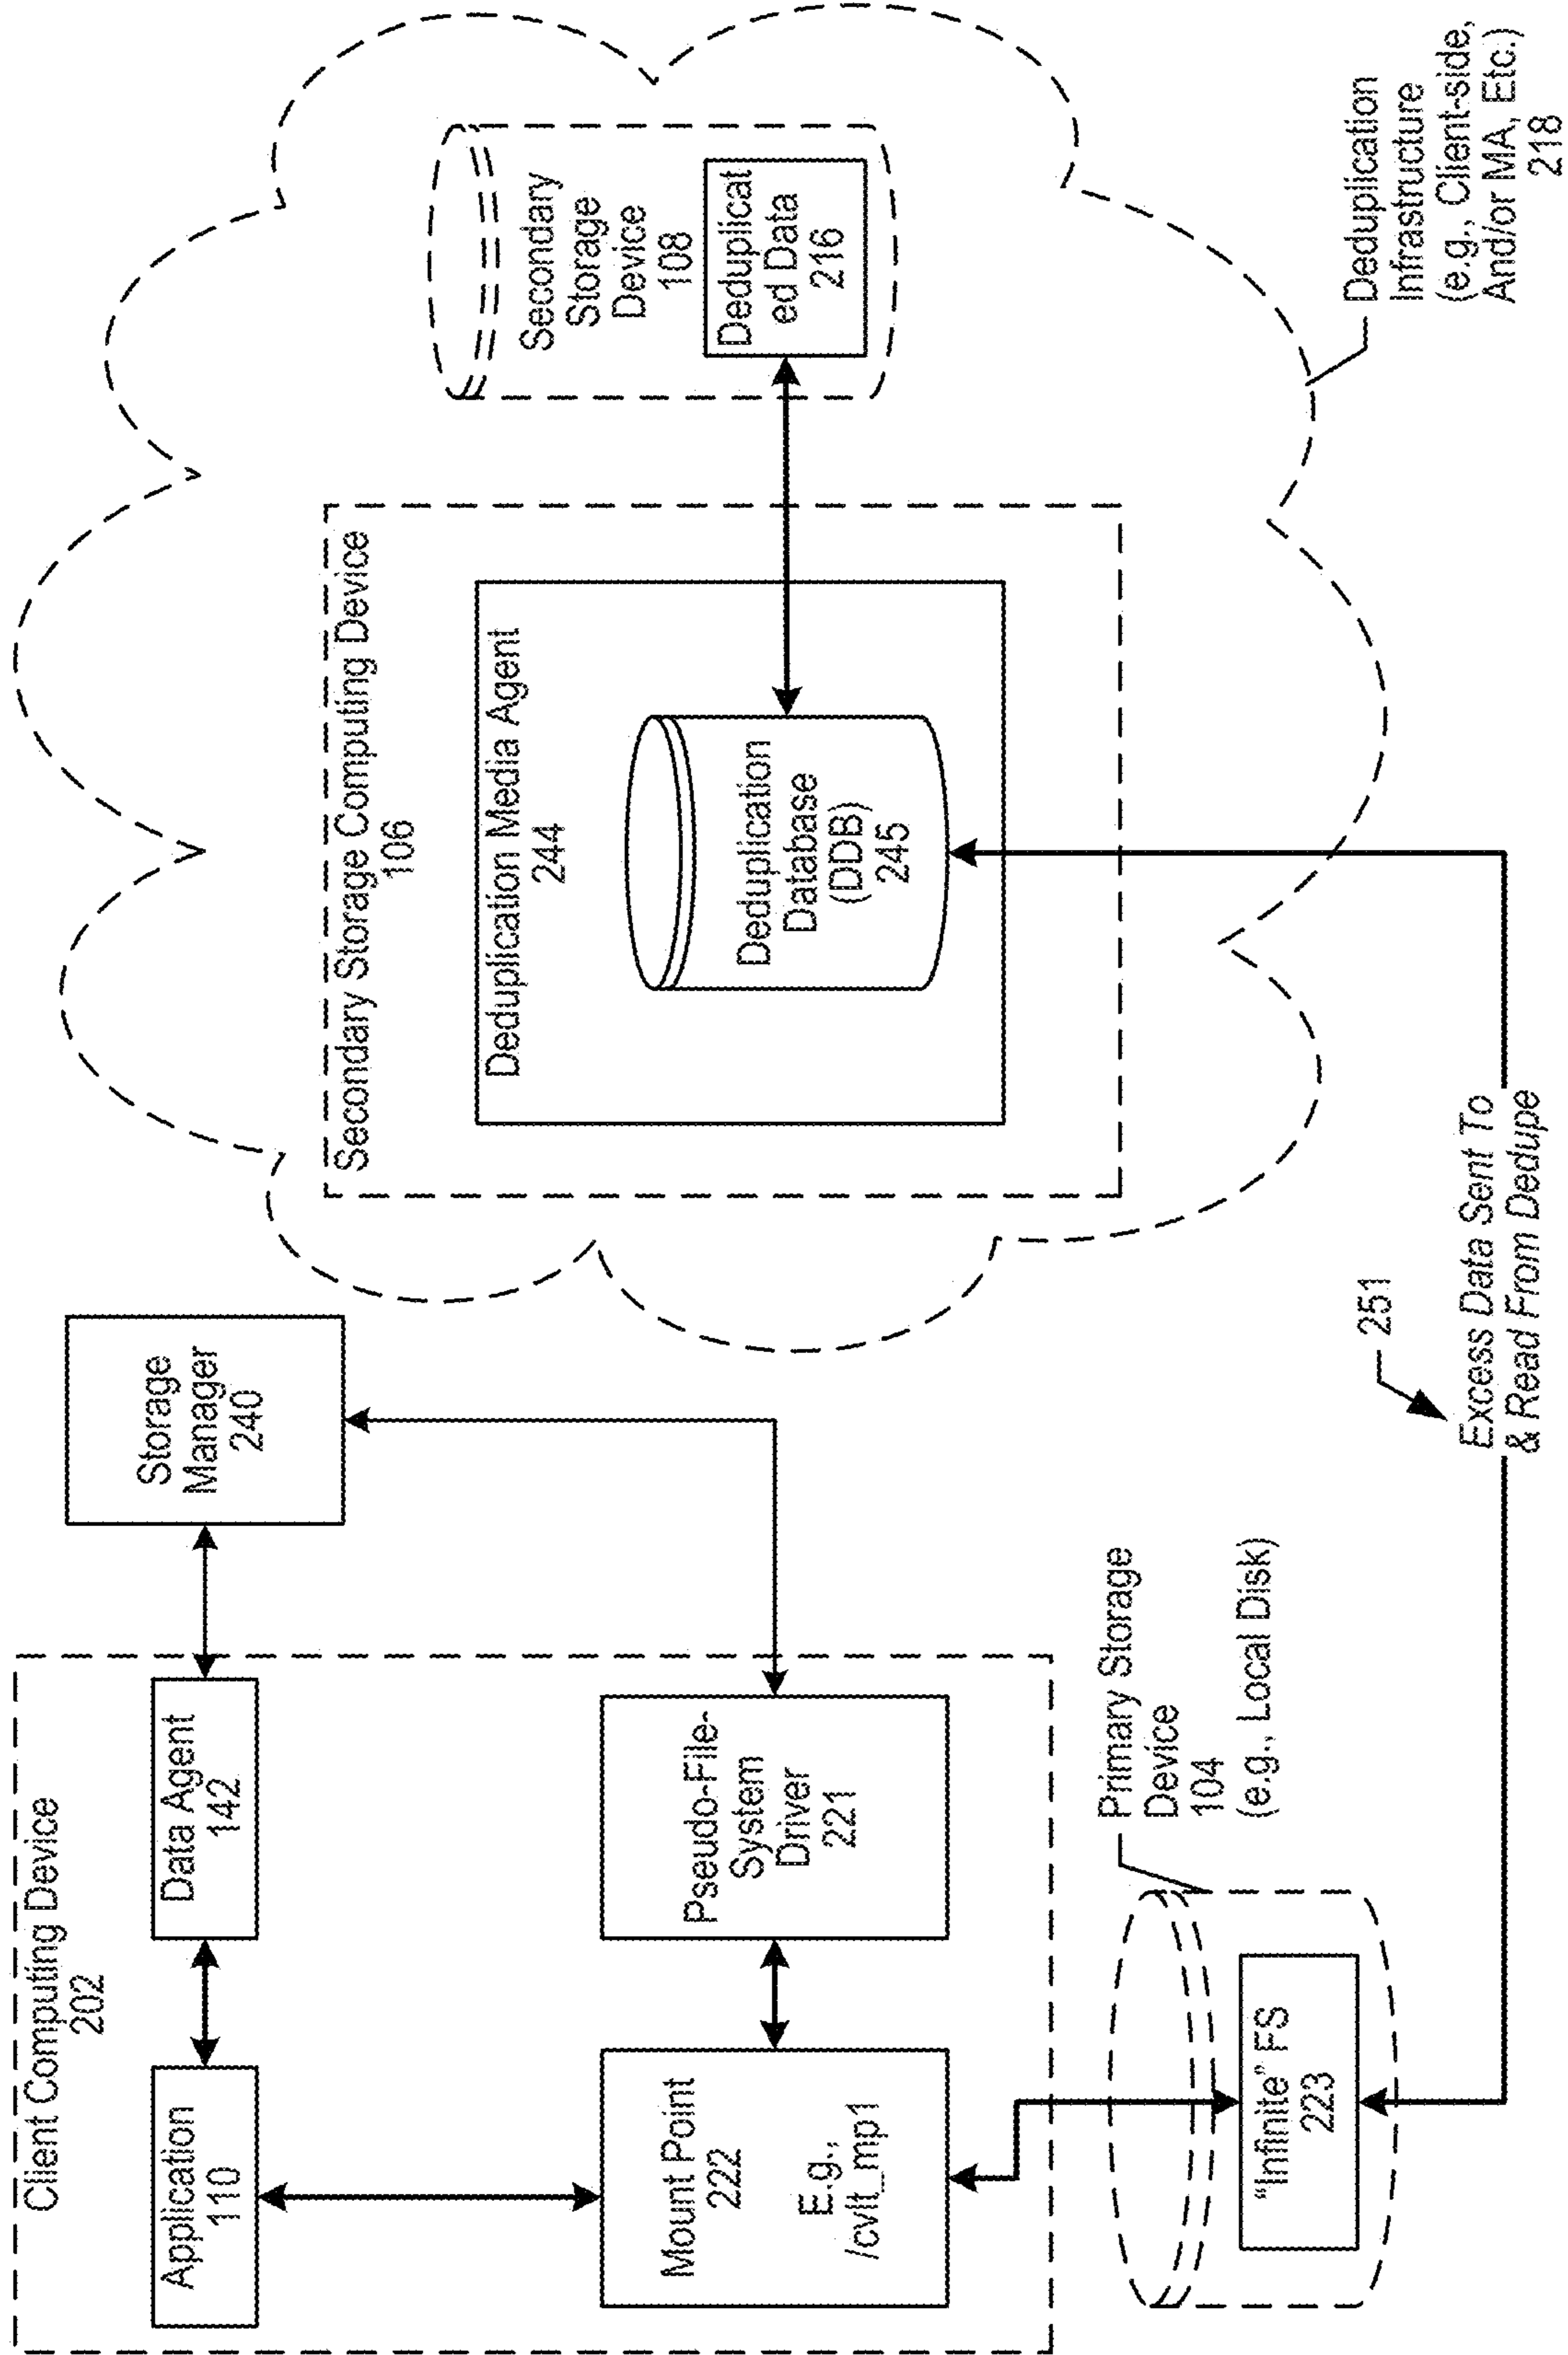 Client Computing Device
202
Application
110
Data Agent
142
Mount Point
222
E.g.,
/cvlt_mp1
Pseudo-File-
System
Driver
221
Storage
Manager
240
Primary Storage
Device
104
(e.g., Local Disk)
“Infinite” FS
223
251
Excess Data Sent To
& Read From Dedupe
Secondary Storage Computing Device
106
Deduplication Media Agent
244
Deduplication
Database
(DDB)
245
Secondary
Storage
Device
108
Deduplicat
ed Data
216
Deduplication
Infrastructure
(e.g., Client-side,
And/or MA, Etc.)
218